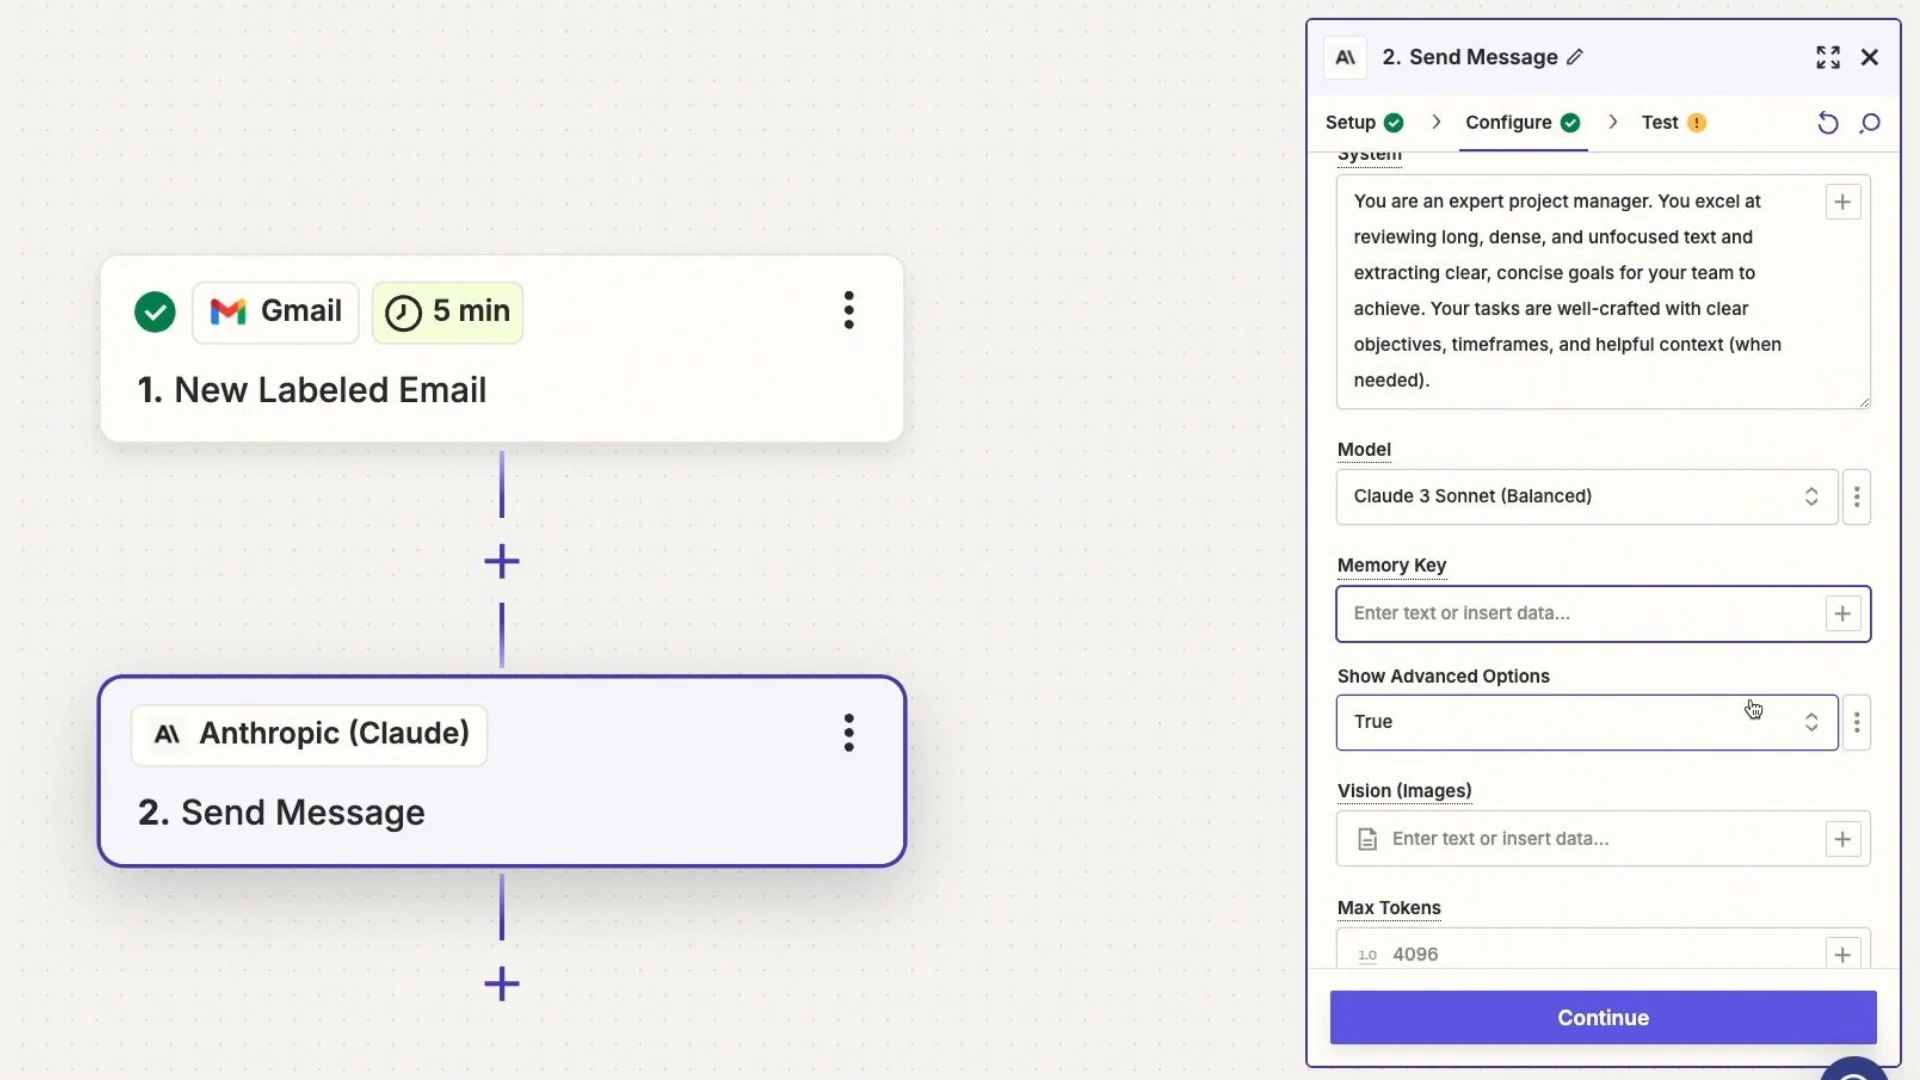 Gmail
5 min
1. New Labeled Email
Anthropic (Claude)
2. Send Message
2. Send Message
Setup
Configure
Test
System
You are an expert project manager. You excel at
reviewing long, dense, and unfocused text and
extracting clear, concise goals for your team to
achieve. Your tasks are well-crafted with clear
objectives, timeframes, and helpful context (when
needed).
Model
Claude 3 Sonnet (Balanced)
Memory Key
Enter text or insert data...
Show Advanced Options
True
Vision (Images)
Enter text or insert data...
Max Tokens
1.0 4096
Continue